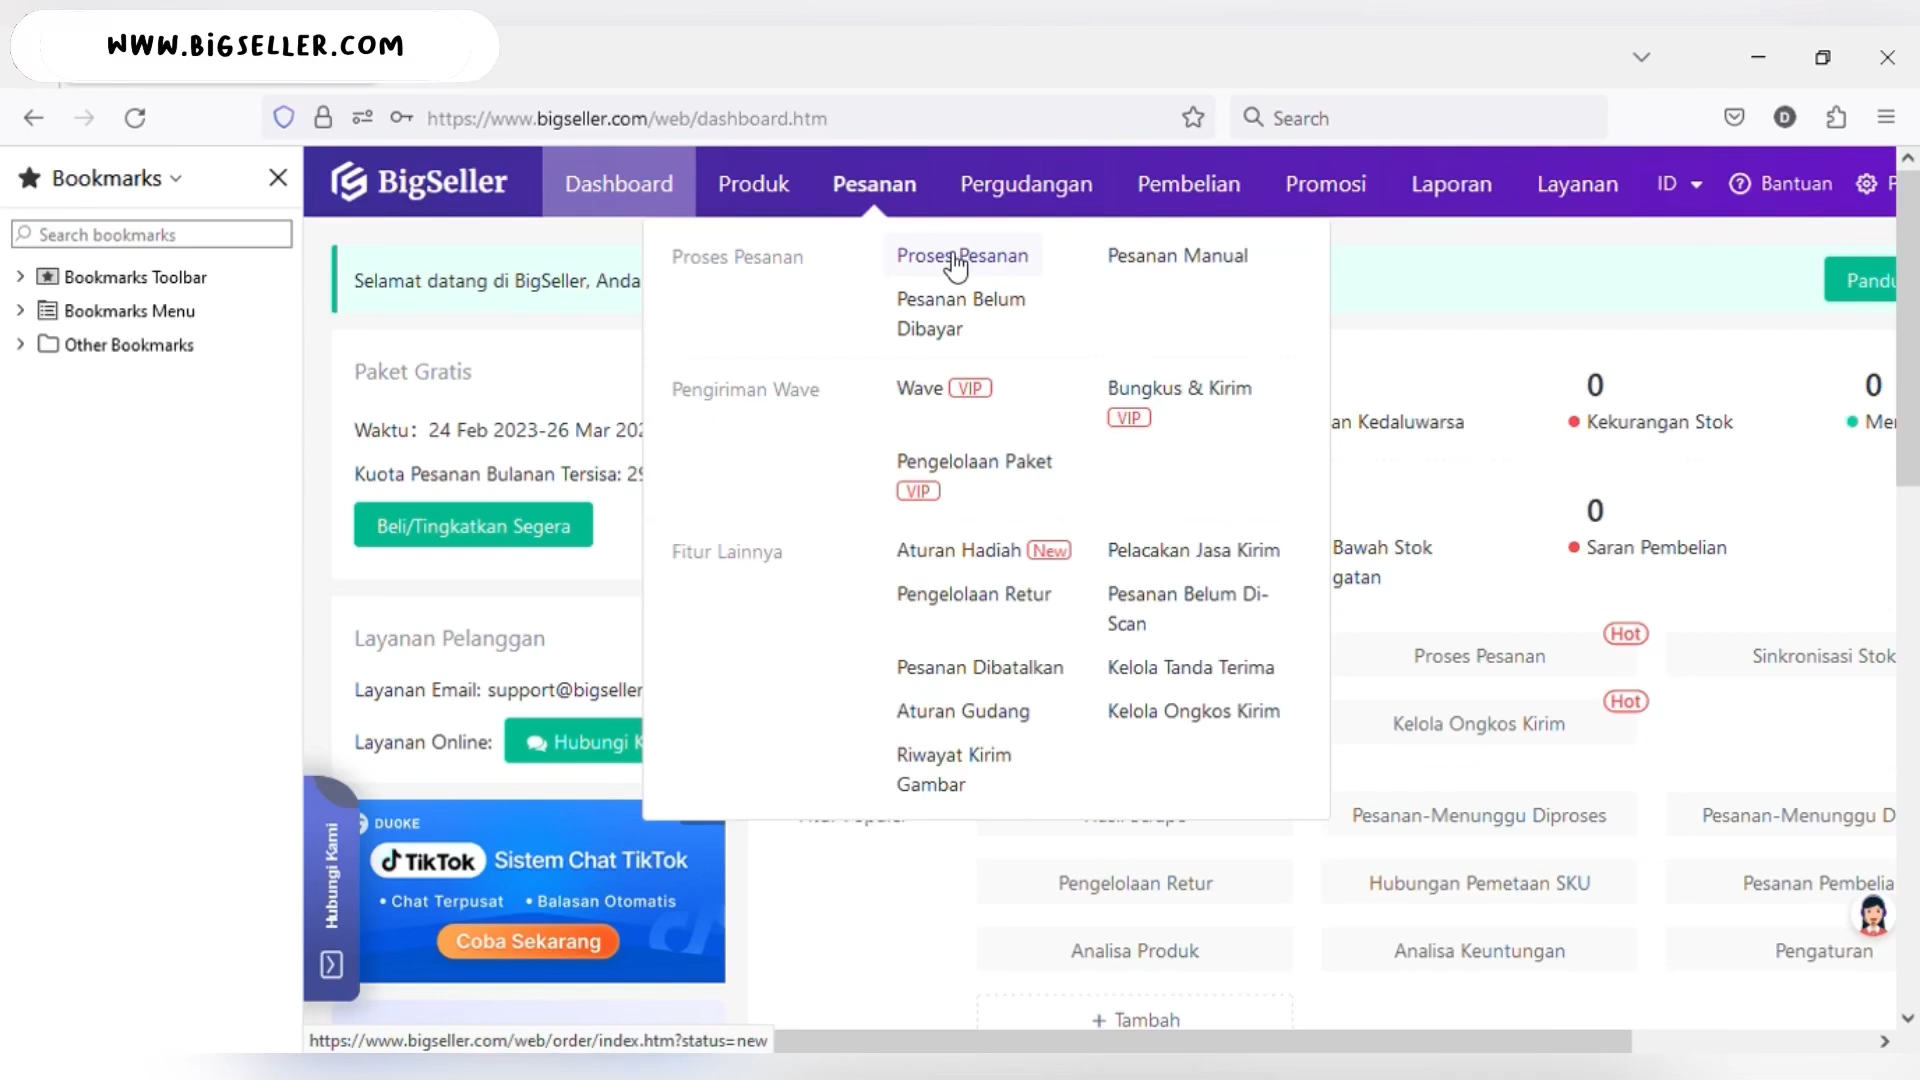 WWW.BiGSELLER.COM
https://www.bigseller.com/web/dashboard.htm
Search
D
Bookmarks
Search bookmarks
Bookmarks Toolbar
Bookmarks Menu
Other Bookmarks
BigSeller
Dashboard
Produk
Pesanan
Pergudangan
Pembelian
Promosi
Laporan
Layanan
ID
Bantuan
Selamat datang di BigSeller, Anda
Proses Pesanan
Proses Pesanan
Pesanan Manual
Pesanan Belum
Dibayar
Pengiriman Wave
Wave VIP
Bungkus & Kirim
VIP
Pengelolaan Paket
VIP
Fitur Lainnya
Aturan Hadiah New
Pelacakan Jasa Kirim
Pengelolaan Retur
Pesanan Belum Di-
Scan
Pesanan Dibatalkan
Kelola Tanda Terima
Aturan Gudang
Kelola Ongkos Kirim
Riwayat Kirim
Gambar
Paket Gratis
Waktu: 24 Feb 2023-26 Mar 202
Kuota Pesanan Bulanan Tersisa: 29
Beli/Tingkatkan Segera
Layanan Pelanggan
Layanan Email: support@bigseller
Layanan Online:
Hubungi K
Hubungi Kami
DUOKE
TikTok Sistem Chat TikTok
• Chat Terpusat • Balasan Otomatis
Coba Sekarang
0
Kedaluwarsa
Kekurangan Stok
0
0
Bawah Stok
Saran Pembelian
gatan
Hot
Proses Pesanan
Sinkronisasi Stok
Hot
Kelola Ongkos Kirim
Pesanan-Menunggu Diproses
Pesanan-Menunggu D
Pengelolaan Retur
Hubungan Pemetaan SKU
Pesanan Pembelia
Analisa Produk
Analisa Keuntungan
Pengaturan
+ Tambah
https://www.bigseller.com/web/order/index.htm?status=new